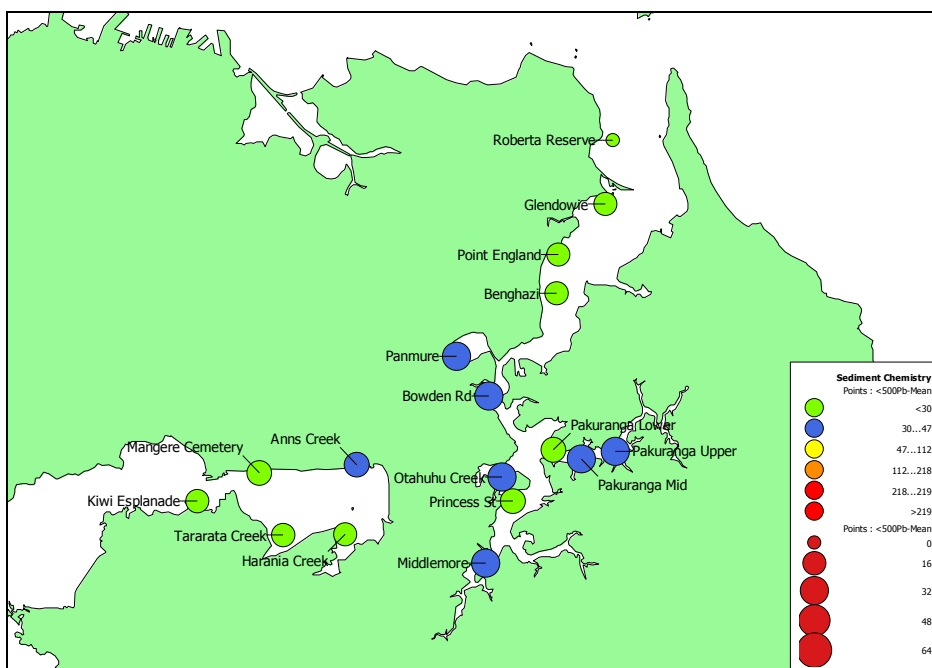 Roberta Reserve
Glendowie
Point England
Benghazi
Panmure
Bowden Rd
Pakuranga Lower
Mangere Cemetery
Anns Creek
Pakuranga Upper
Otahuhu Creek
Pakuranga Mid
Kiwi Esplanade
Princess St
Tararata Creek
Harania Creek
Middlemore
Sediment Chemistry
Points : <500Pb-Mean
<30
30...47
47...112
112...218
218...219
>219
Points : <500Pb-Mean
0
16
32
48
64